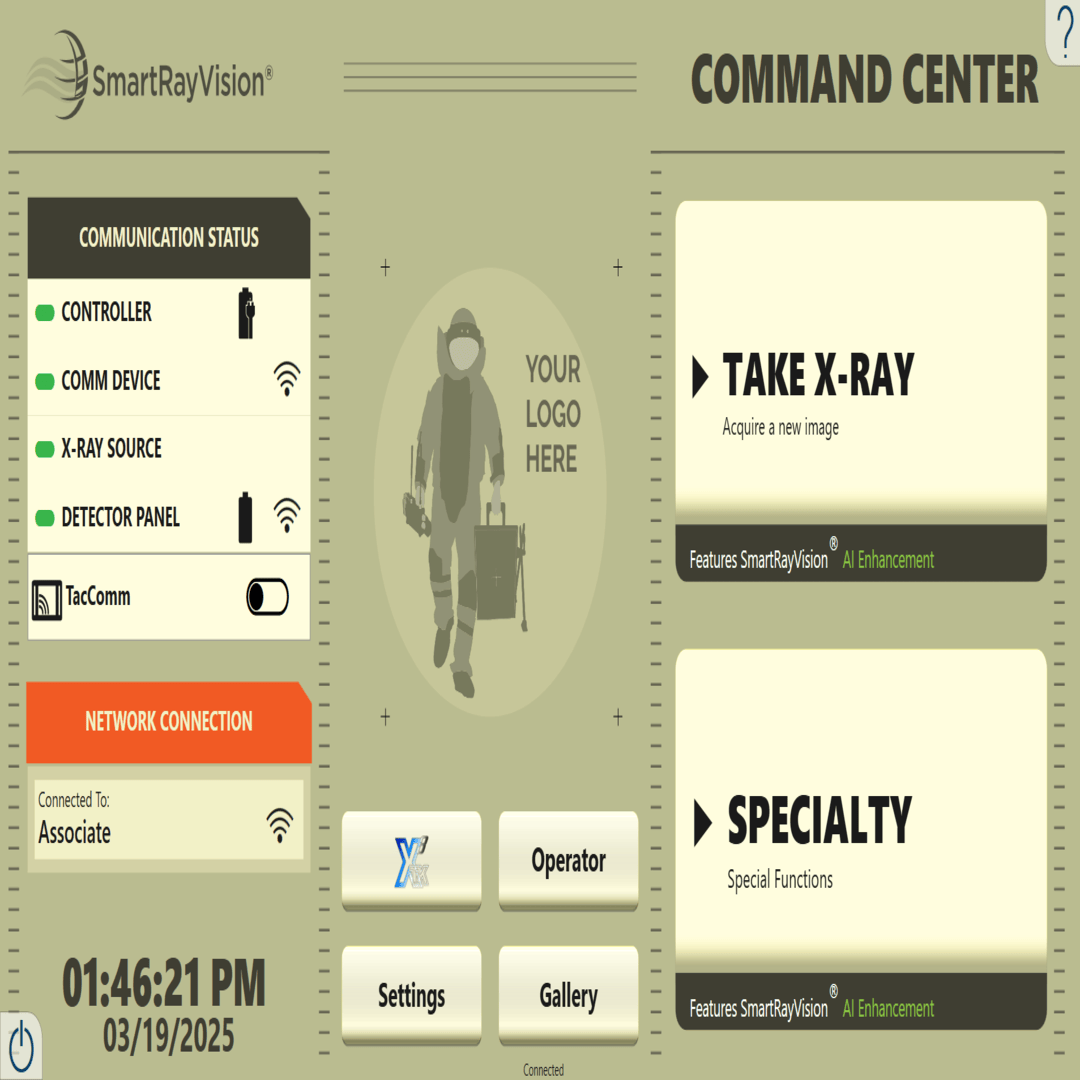 SmartRayVision®
COMMAND CENTER
?
COMMUNICATION STATUS
CONTROLLER
COMM DEVICE
X-RAY SOURCE
DETECTOR PANEL
TacComm
NETWORK CONNECTION
Connected To:
Associate
01:46:21 PM
03/19/2025
YOUR
LOGO
HERE
Operator
Settings
Gallery
Connected
TAKE X-RAY
Acquire a new image
Features SmartRayVision® AI Enhancement
SPECIALTY
Special Functions
Features SmartRayVision® AI Enhancement